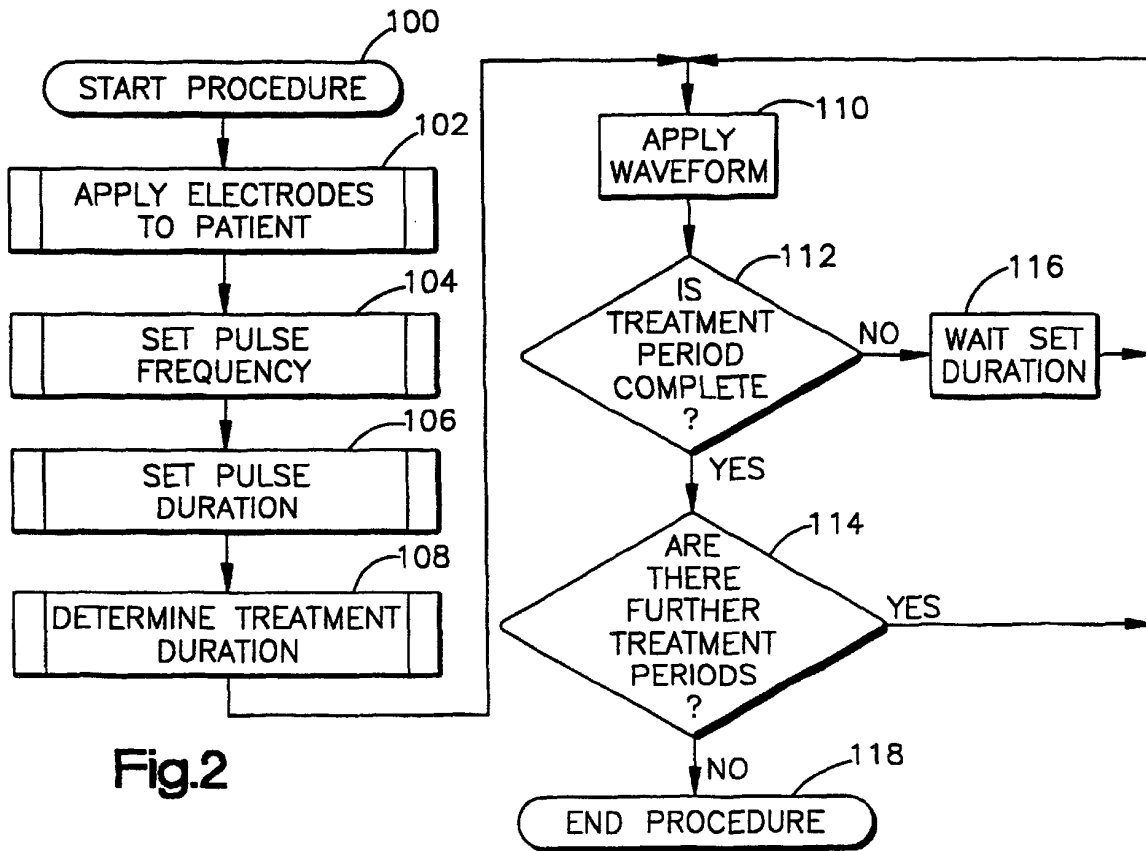 100
START PROCEDURE
102
APPLY ELECTRODES
TO PATIENT
104
SET PULSE
FREQUENCY
106
SET PULSE
DURATION
108
DETERMINE TREATMENT
DURATION
110
APPLY
WAVEFORM
112
IS
TREATMENT
PERIOD
COMPLETE
?
NO
116
WAIT SET
DURATION
YES
114
ARE
THERE
FURTHER
TREATMENT
PERIODS
?
YES
NO
118
END PROCEDURE
Fig.2